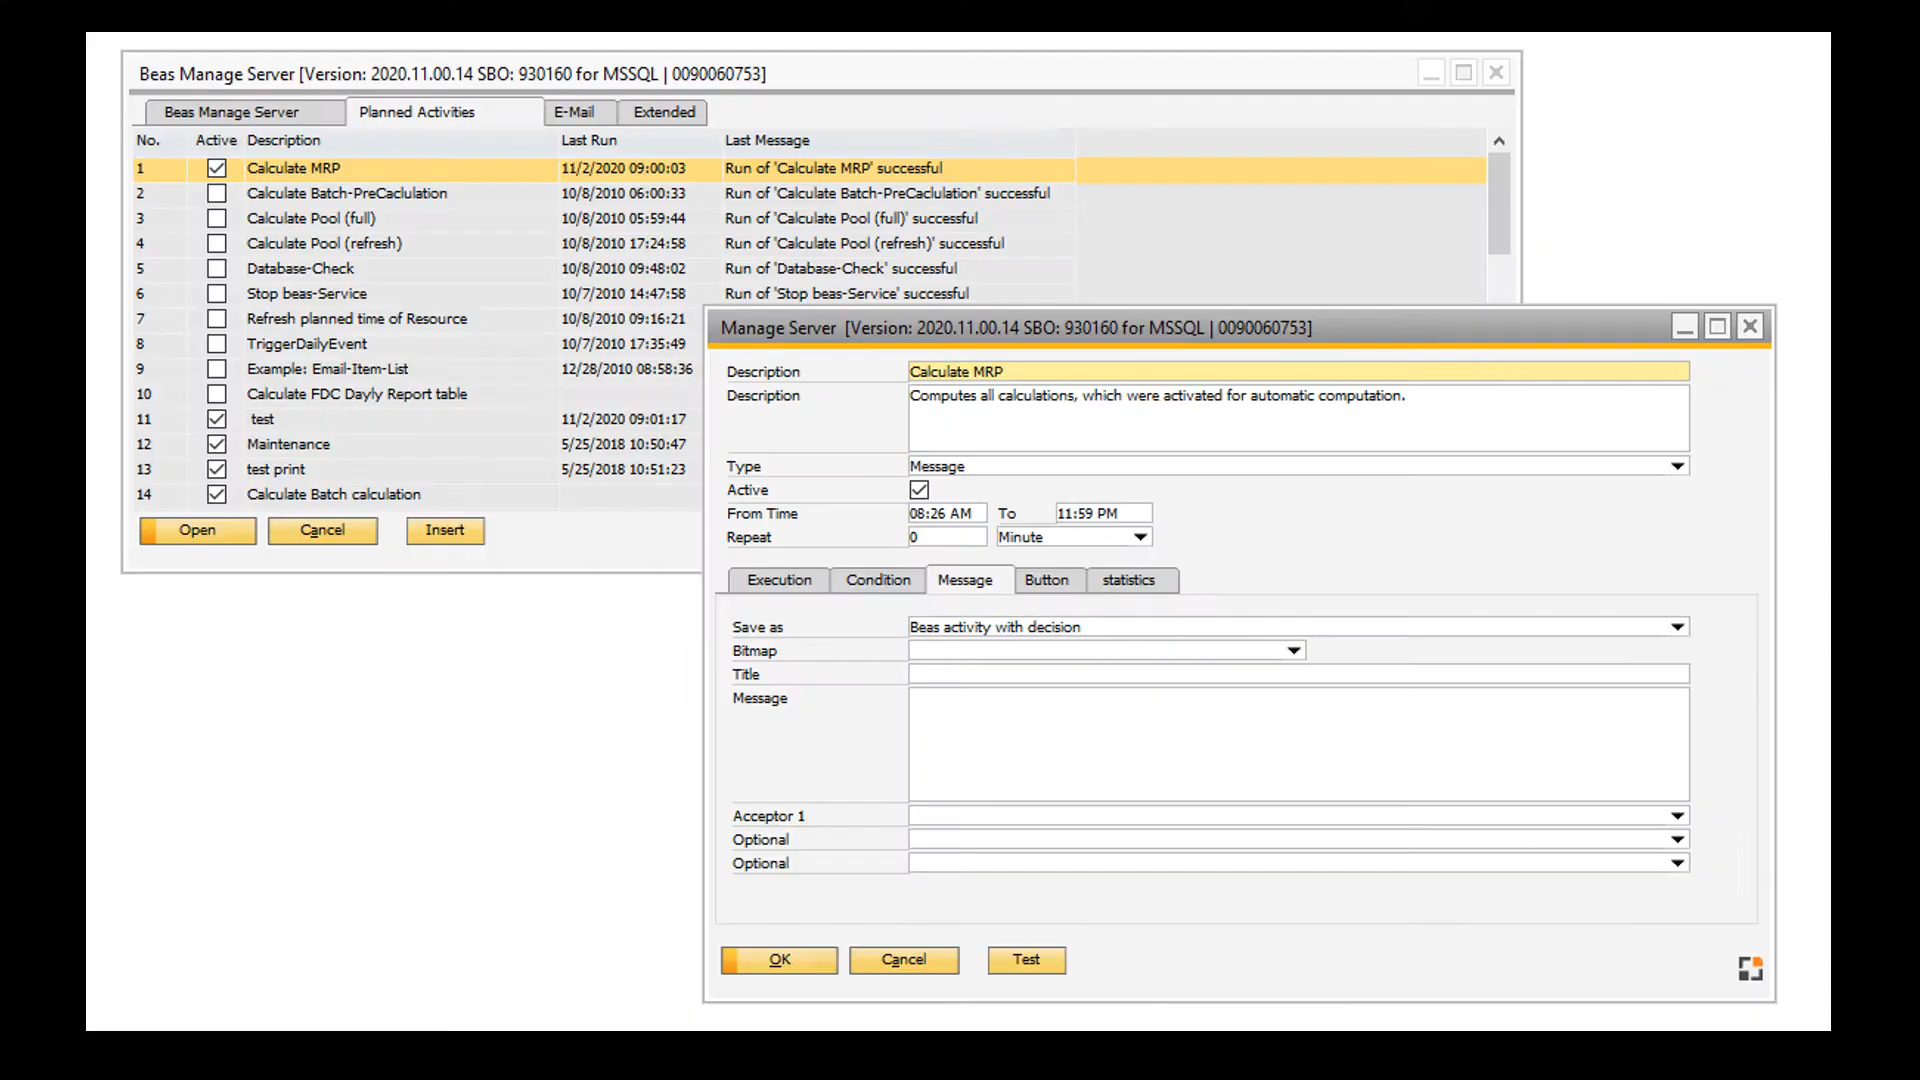 Beas Manage Server [Version: 2020.11.00.14 SBO: 930160 for MSSQL | 0090060753]
Beas Manage Server Planned Activities E-Mail Extended
No. Active Description Last Run Last Message
1 Calculate MRP 11/2/2020 09:00:03 Run of 'Calculate MRP' successful
2 Calculate Batch-PreCaclulation 10/8/2010 06:00:33 Run of 'Calculate Batch-PreCaclulation' successful
3 Calculate Pool (full) 10/8/2010 05:59:44 Run of 'Calculate Pool (full)' successful
4 Calculate Pool (refresh) 10/8/2010 17:24:58 Run of 'Calculate Pool (refresh)' successful
5 Database-Check 10/8/2010 09:48:02 Run of 'Database-Check' successful
6 Stop beas-Service 10/7/2010 14:47:58 Run of 'Stop beas-Service' successful
7 Refresh planned time of Resource 10/8/2010 09:16:21
8 TriggerDailyEvent 10/7/2010 17:35:49
9 Example: Email-Item-List 12/28/2010 08:58:36
10 Calculate FDC Dayly Report table
11 test 11/2/2020 09:01:17
12 Maintenance 5/25/2018 10:50:47
13 test print 5/25/2018 10:51:23
14 Calculate Batch calculation
Open Cancel Insert
Manage Server [Version: 2020.11.00.14 SBO: 930160 for MSSQL | 0090060753]
Description Calculate MRP
Description Computes all calculations, which were activated for automatic computation.
Type Message
Active
From Time 08:26 AM To 11:59 PM
Repeat 0 Minute
Execution Condition Message Button statistics
Save as Beas activity with decision
Bitmap
Title
Message
Acceptor 1
Optional
Optional
OK Cancel Test